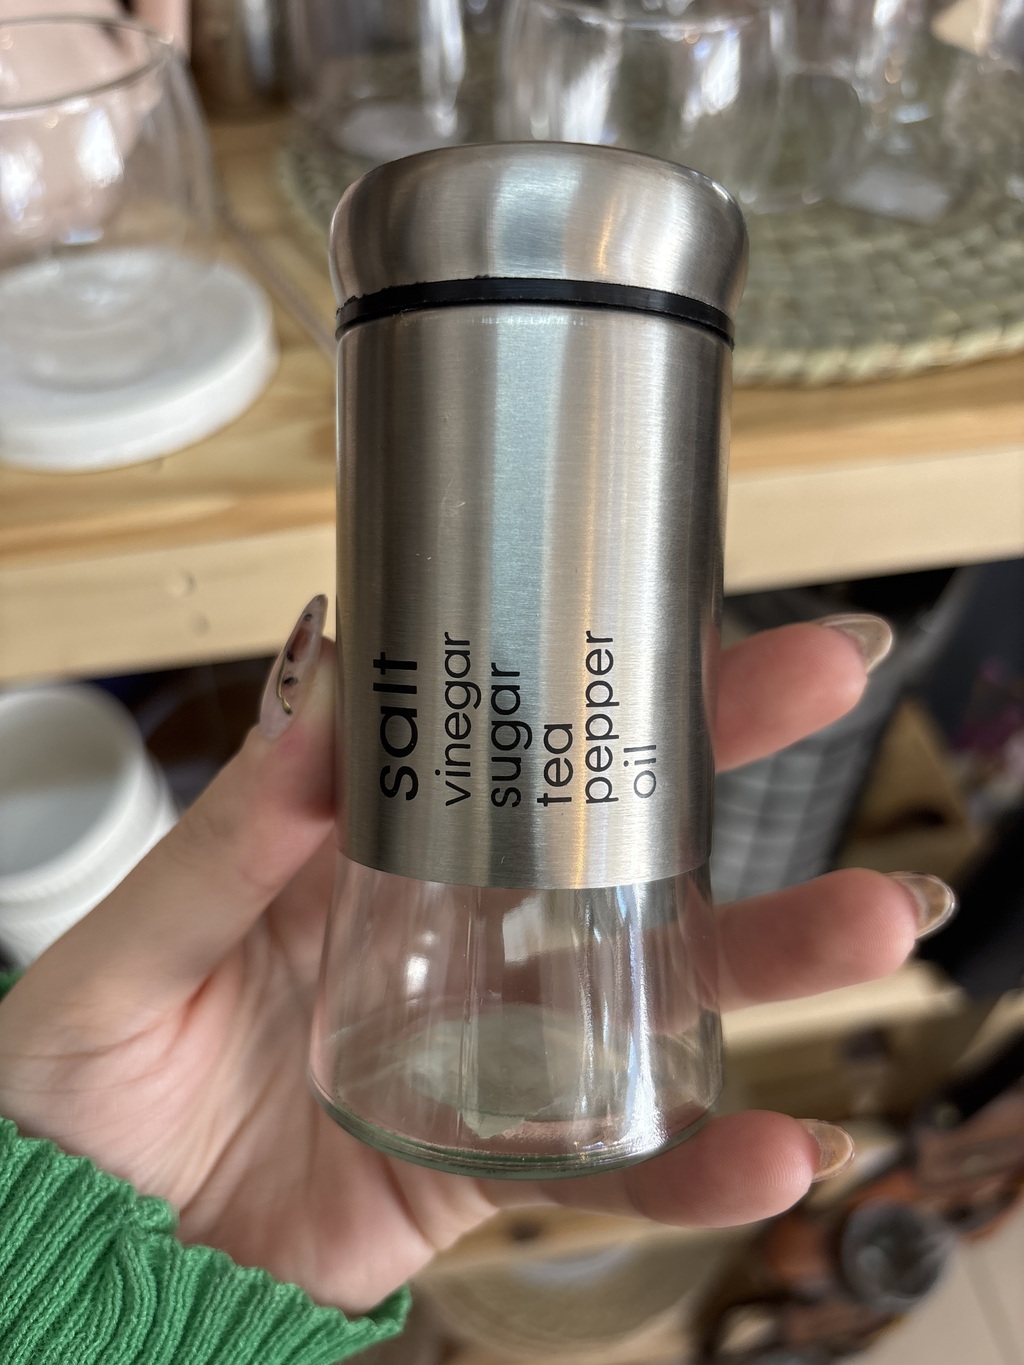 salt
vinegar
sugar
tea
pepper
oil